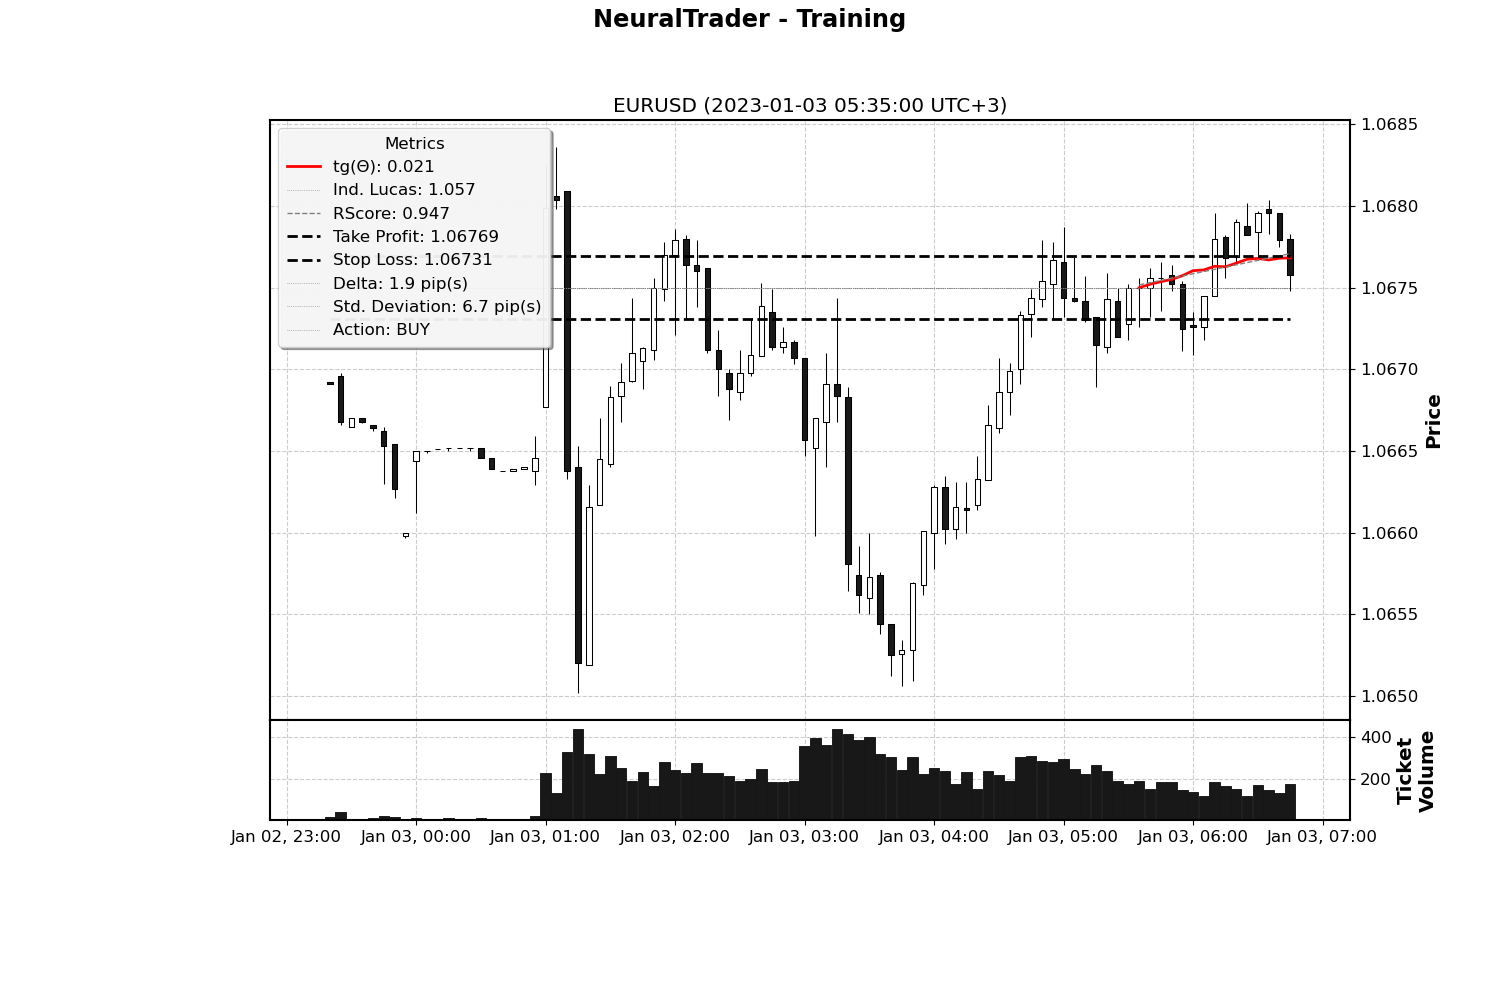 NeuralTrader - Training
EURUSD (2023-01-03 05:35:00 UTC+3)
Metrics
tg(Θ): 0.021
Ind. Lucas: 1.057
RScore: 0.947
Take Profit: 1.06769
Stop Loss: 1.06731
Delta: 1.9 pip(s)
Std. Deviation: 6.7 pip(s)
Action: BUY
1.0685
1.0680
1.0675
1.0670
1.0665
1.0660
1.0655
1.0650
Price
400
200
Ticket
Volume
Jan 02, 23:00
Jan 03, 00:00
Jan 03, 01:00
Jan 03, 02:00
Jan 03, 03:00
Jan 03, 04:00
Jan 03, 05:00
Jan 03, 06:00
Jan 03, 07:00